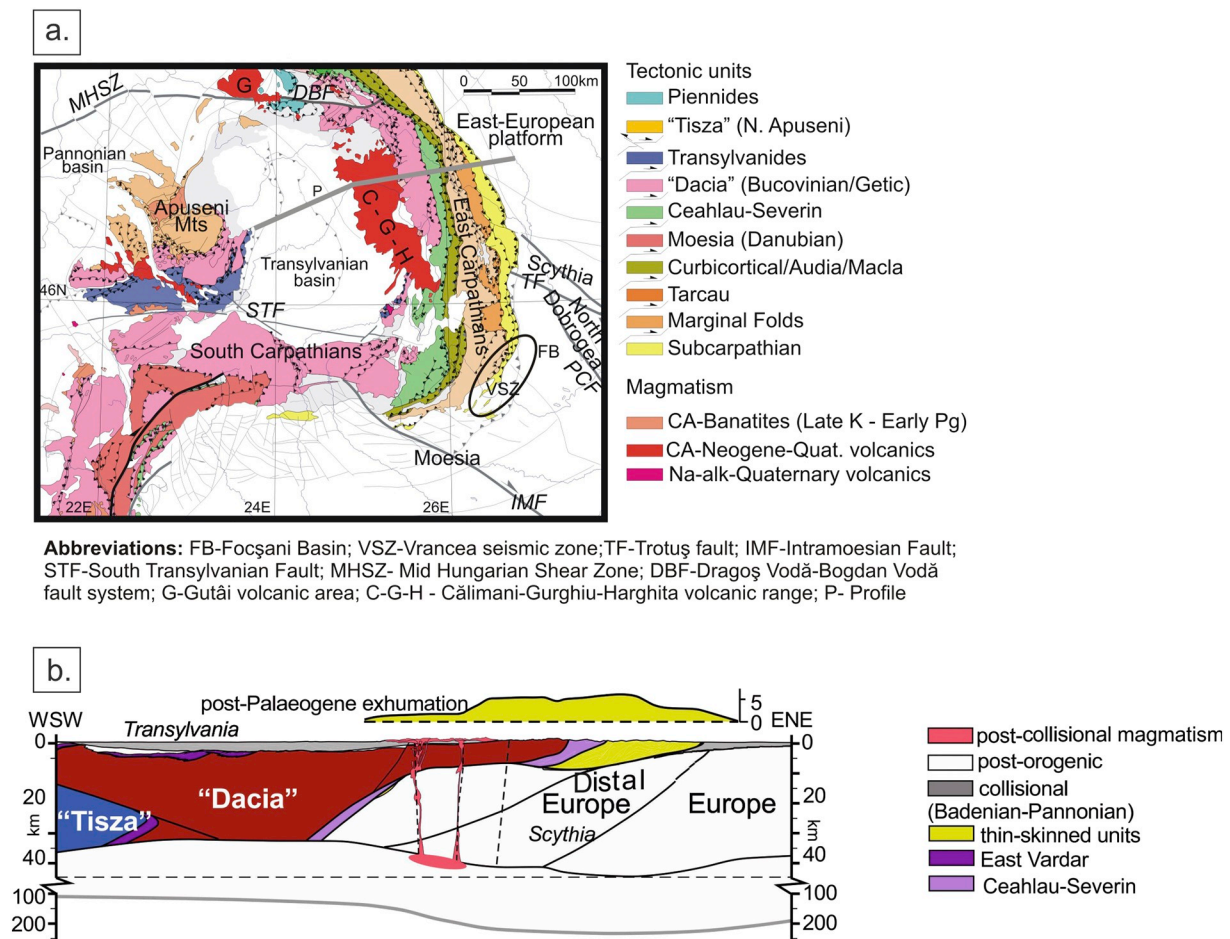 a.
MHSZ
G
DBF
0 50 100km
East-European
platform
Pannonian
basin
P
Apuseni
Mts
C - G - H
East Carpathians
Transylvanian
basin
Scythia
TF
North
Dobrogea
PCF
46N
STF
South Carpathians
FB
VSZ
Moesia
IMF
22E
24E
26E
Tectonic units
Piennides
“Tisza” (N. Apuseni)
Transylvanides
“Dacia” (Bucovinian/Getic)
Ceahlau-Severin
Moesia (Danubian)
Curbicortical/Audia/Macla
Tarcau
Marginal Folds
Subcarpathian
Magmatism
CA-Banatites (Late K - Early Pg)
CA-Neogene-Quat. volcanics
Na-alk-Quaternary volcanics
Abbreviations: FB-Focşani Basin; VSZ-Vrancea seismic zone;TF-Trotuş fault; IMF-Intramoesian Fault;
STF-South Transylvanian Fault; MHSZ- Mid Hungarian Shear Zone; DBF-Dragoş Vodă-Bogdan Vodă
fault system; G-Gutâi volcanic area; C-G-H - Călimani-Gurghiu-Harghita volcanic range; P- Profile
b.
post-Palaeogene exhumation
5
0
WSW
Transylvania
ENE
0
0
“Dacia”
“Tisza”
Distal
Europe
Scythia
Europe
20
km
40
100
200
20
km
40
100
200
post-collisional magmatism
post-orogenic
collisional
(Badenian-Pannonian)
thin-skinned units
East Vardar
Ceahlau-Severin